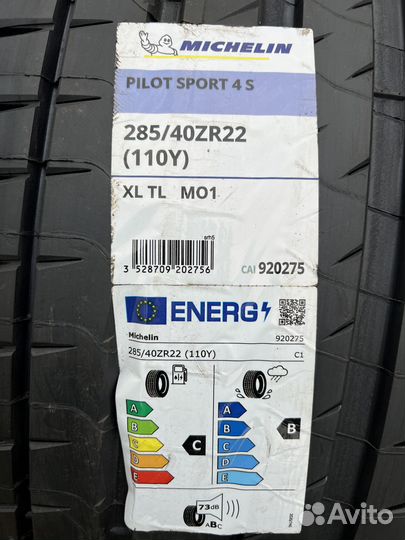 MICHELIN
PILOT SPORT 4 S
285/40ZR22
(110Y)
XL TL MO1
3 528709 202756
CAI 920275
ENERG
Michelin 920275
285/40ZR22 (110Y) C1
A A
B B B
C C C
D D
E E
73dB
ABC
Avito